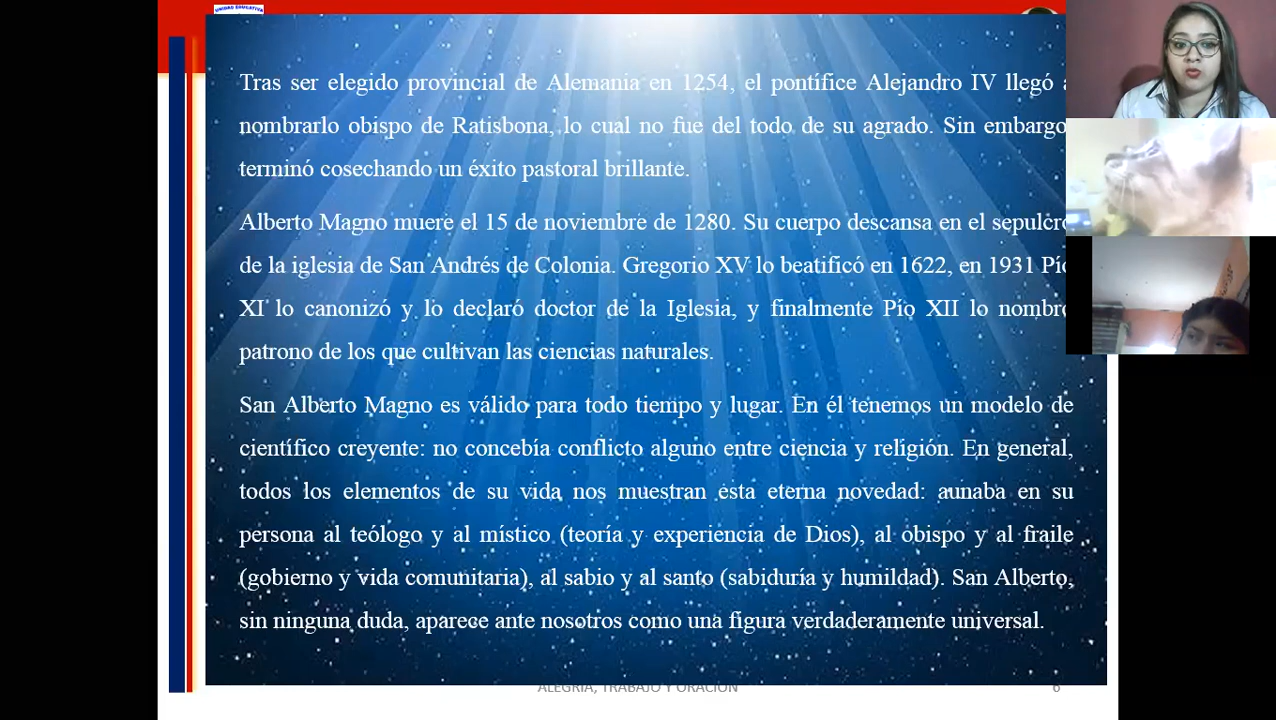 UNIDAD EDUCATIVA
Tras ser elegido provincial de Alemania en 1254, el pontífice Alejandro IV llegó a
nombrarlo obispo de Ratisbona, lo cual no fue del todo de su agrado. Sin embargo
terminó cosechando un éxito pastoral brillante.
Alberto Magno muere el 15 de noviembre de 1280. Su cuerpo descansa en el sepulcro
de la iglesia de San Andrés de Colonia. Gregorio XV lo beatificó en 1622, en 1931 Pío
XI lo canonizó y lo declaró doctor de la Iglesia, y finalmente Pío XII lo nombró
patrono de los que cultivan las ciencias naturales.
San Alberto Magno es válido para todo tiempo y lugar. En él tenemos un modelo de
científico creyente: no concebía conflicto alguno entre ciencia y religión. En general,
todos los elementos de su vida nos muestran esta eterna novedad: aunaba en su
persona al teólogo y al místico (teoría y experiencia de Dios), al obispo y al fraile
(gobierno y vida comunitaria), al sabio y al santo (sabiduría y humildad). San Alberto,
sin ninguna duda, aparece ante nosotros como una figura verdaderamente universal.
ALEGRÍA, TRABAJO Y ORACIÓN 6